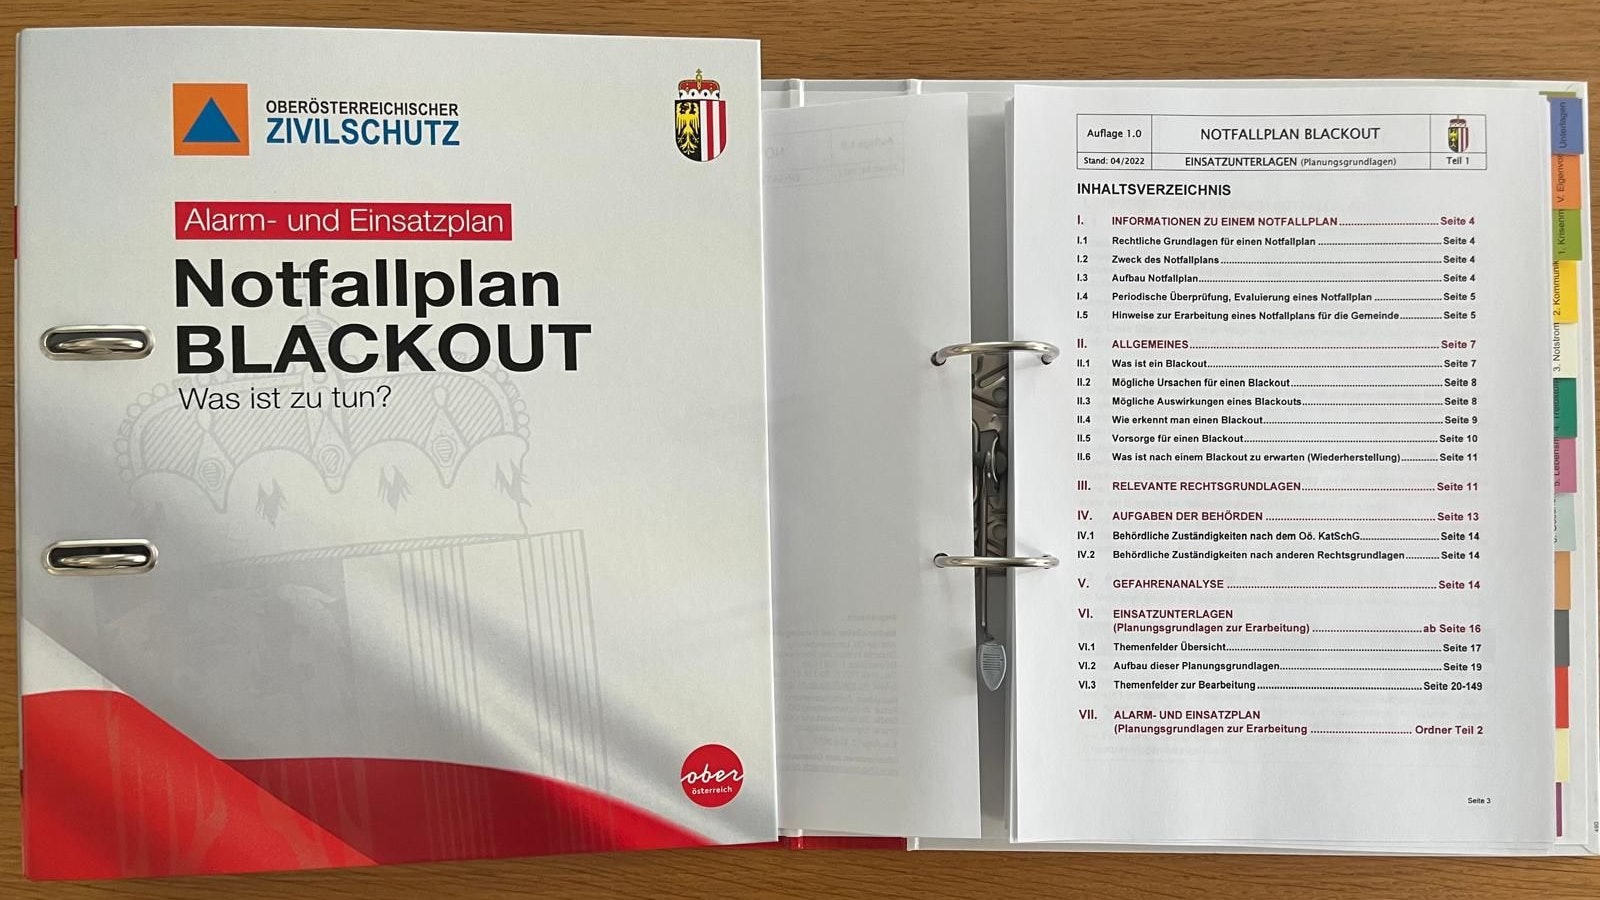 OBERÖSTERREICHISCHER
ZIVILSCHUTZ
Alarm- und Einsatzplan
Notfallplan
BLACKOUT
Was ist zu tun?
ober
österreich
Auflage 1.0
NOTFALLPLAN BLACKOUT
Stand: 04/2022
EINSATZUNTERLAGEN (Planungsgrundlagen)
Teil 1
INHALTSVERZEICHNIS
I. INFORMATIONEN ZU EINEM NOTFALLPLAN Seite 4
I.1 Rechtliche Grundlagen für einen Notfallplan Seite 4
I.2 Zweck des Notfallplans Seite 4
I.3 Aufbau Notfallplan Seite 4
I.4 Periodische Überprüfung, Evaluierung eines Notfallplan Seite 5
I.5 Hinweise zur Erarbeitung eines Notfallplans für die Gemeinde Seite 5
II. ALLGEMEINES Seite 7
II.1 Was ist ein Blackout Seite 7
II.2 Mögliche Ursachen für einen Blackout Seite 8
II.3 Mögliche Auswirkungen eines Blackouts Seite 8
II.4 Wie erkennt man einen Blackout Seite 9
II.5 Vorsorge für einen Blackout Seite 10
II.6 Was ist nach einem Blackout zu erwarten (Wiederherstellung) Seite 11
III. RELEVANTE RECHTSGRUNDLAGEN Seite 11
IV. AUFGABEN DER BEHÖRDEN Seite 13
IV.1 Behördliche Zuständigkeiten nach dem Oö. KatSchG Seite 14
IV.2 Behördliche Zuständigkeiten nach anderen Rechtsgrundlagen Seite 14
V. GEFAHRENANALYSE Seite 14
VI. EINSATZUNTERLAGEN
(Planungsgrundlagen zur Erarbeitung) ab Seite 16
VI.1 Themenfelder Übersicht Seite 17
VI.2 Aufbau dieser Planungsgrundlagen Seite 19
VI.3 Themenfelder zur Bearbeitung Seite 20-149
VII. ALARM- UND EINSATZPLAN
(Planungsgrundlagen zur Erarbeitung Ordner Teil 2
Seite 3
Unterlagen
V. Eigenvor
1. Krisenm
2. Kommunik
3. Notstrom
5. Lebensm